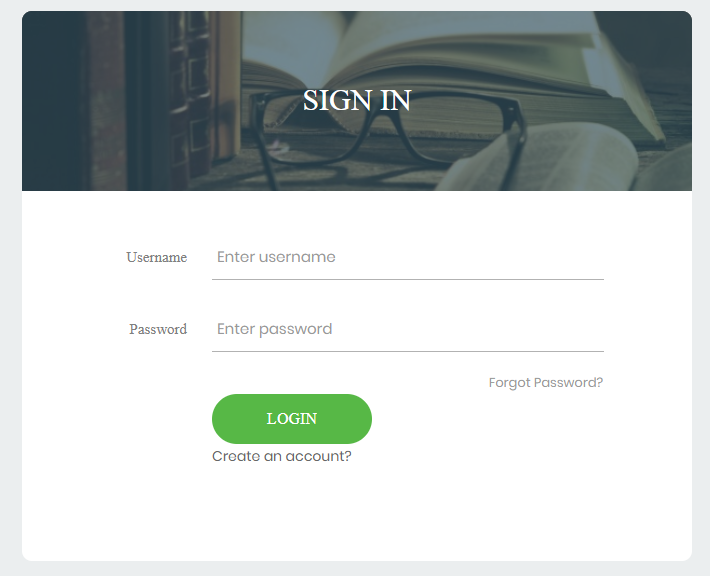 SIGN IN
Username
Enter username
Password
Enter password
Forgot Password?
LOGIN
Create an account?